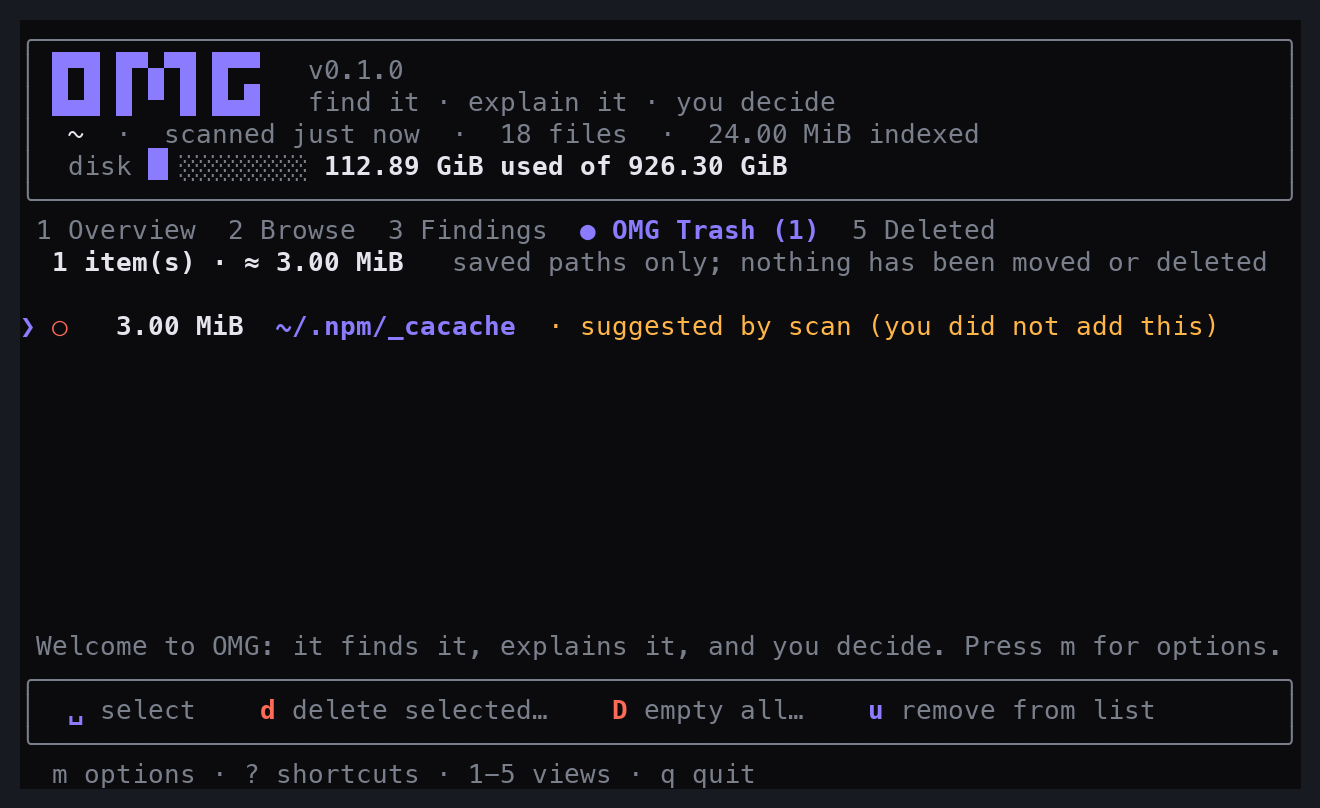 OMG v0.1.0
find it · explain it · you decide
~ · scanned just now · 18 files · 24.00 MiB indexed
disk █░░░░░░░░ 112.89 GiB used of 926.30 GiB
1 Overview 2 Browse 3 Findings ● OMG Trash (1) 5 Deleted
1 item(s) · ≈ 3.00 MiB saved paths only; nothing has been moved or deleted
❯ ○ 3.00 MiB ~/.npm/_cacache · suggested by scan (you did not add this)
Welcome to OMG: it finds it, explains it, and you decide. Press m for options.
␣ select d delete selected… D empty all… u remove from list
m options · ? shortcuts · 1–5 views · q quit